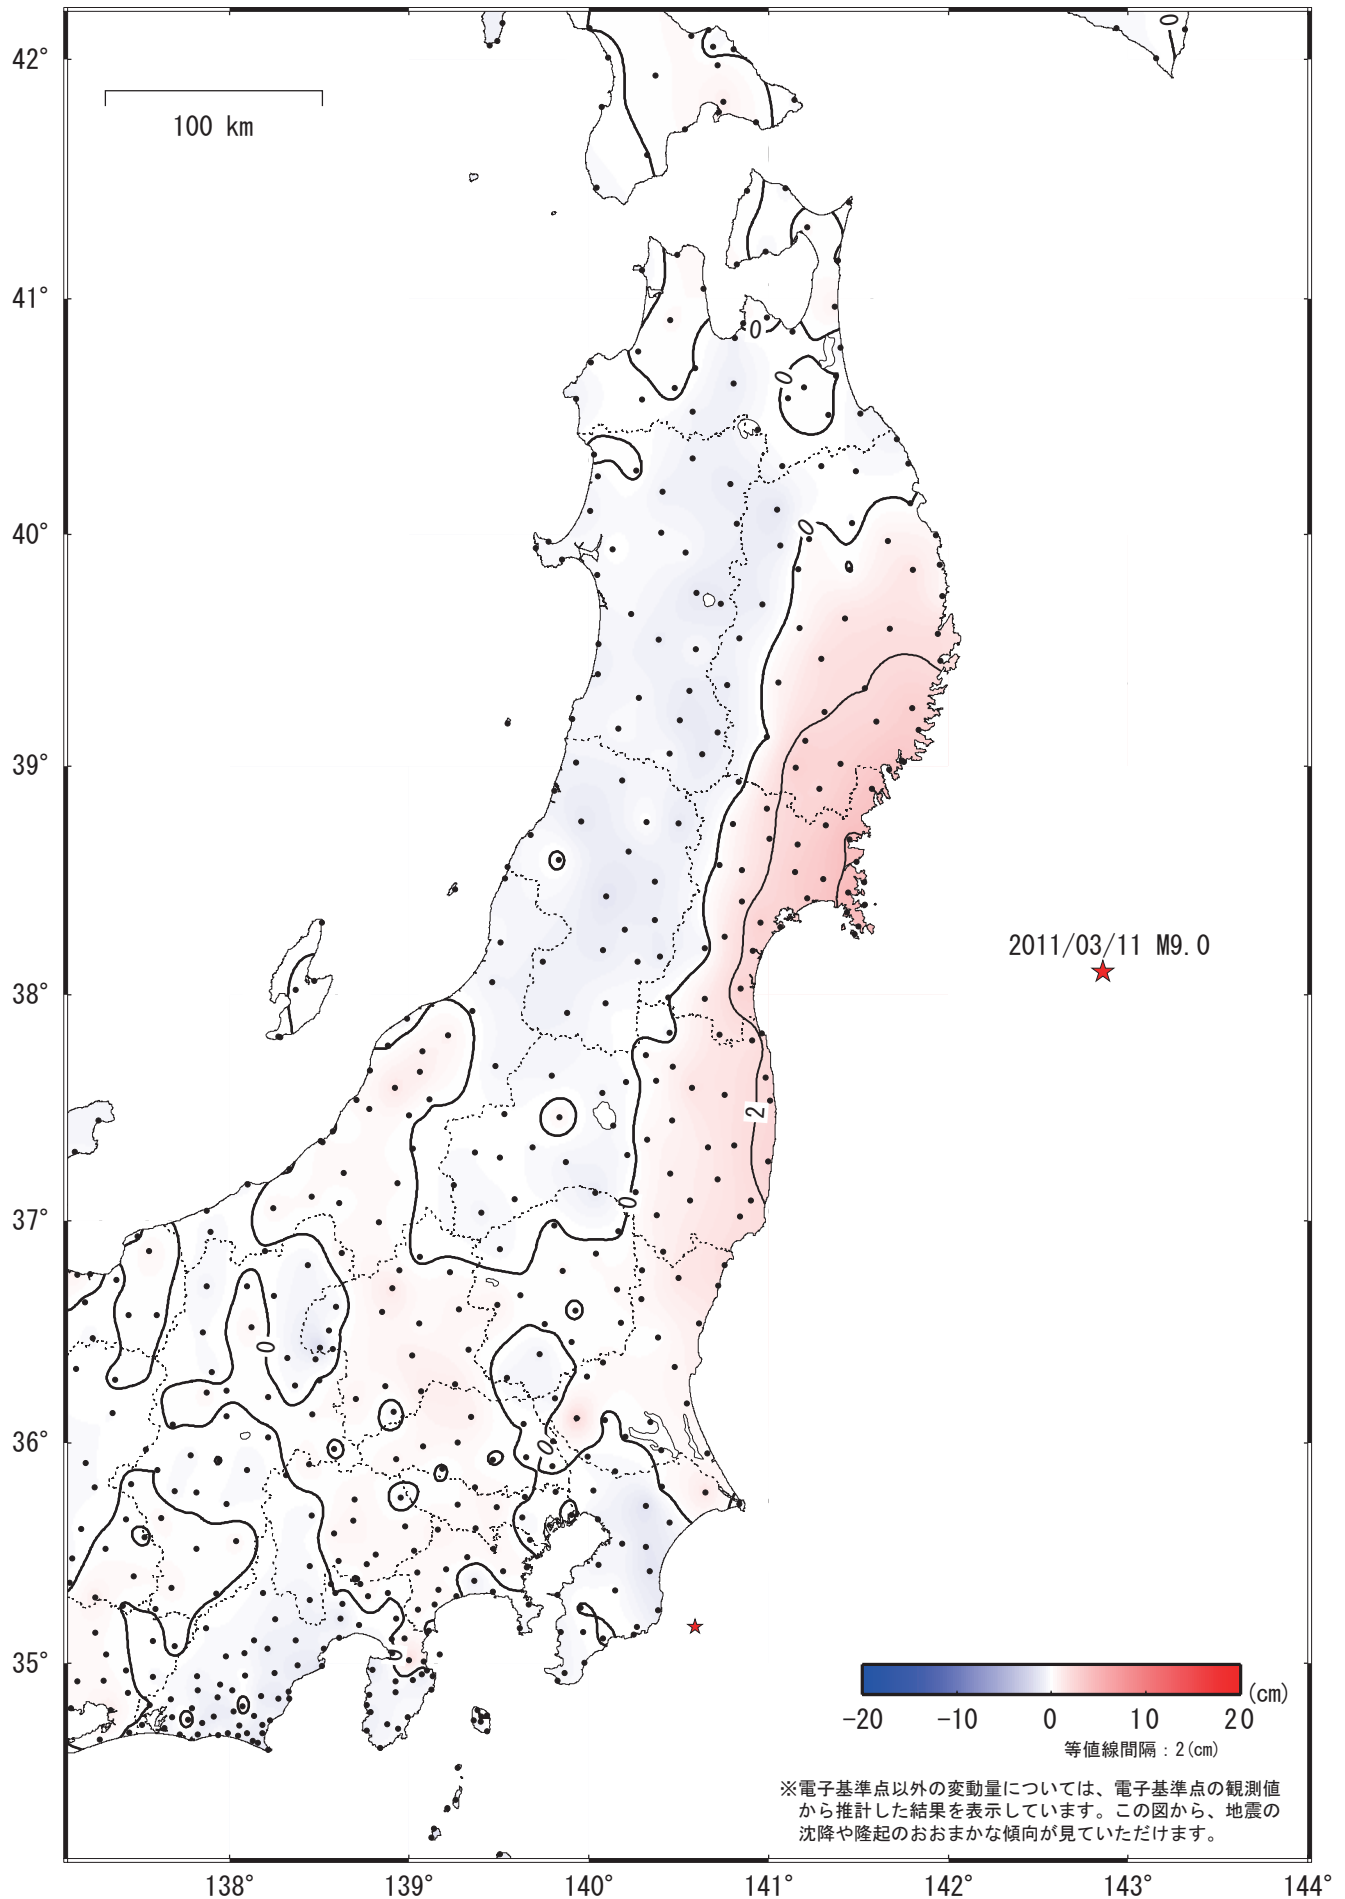 42°
0
100 km
41°
0
0
40°
0
39°
2011/03/11 M9.0
38°
2
37°
0
0
36°
0
35°
0
(cm)
-20 -10 0 10 20
等値線間隔：2(cm)
※電子基準点以外の変動量については、電子基準点の観測値
から推計した結果を表示しています。この図から、地震の
沈降や隆起のおおまかな傾向が見ていただけます。
138° 139° 140° 141° 142° 143° 144°